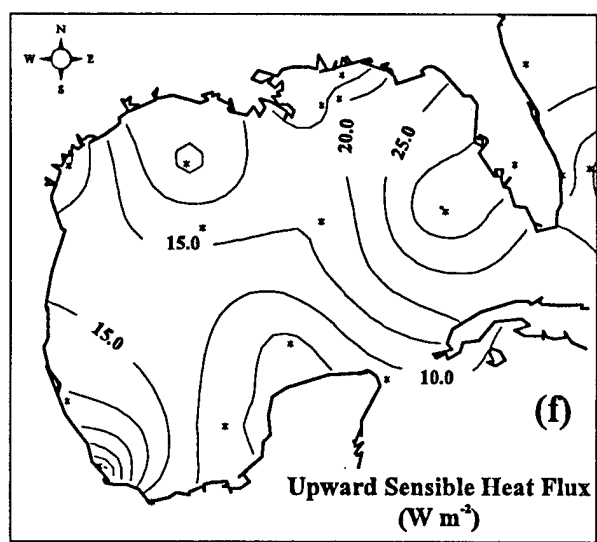 N
W E
S
20.0
25.0
15.0
15.0
10.0
(f)
Upward Sensible Heat Flux
(W m⁻²)